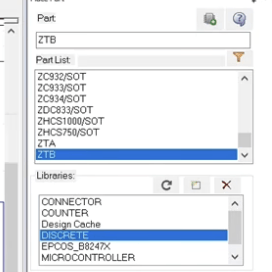 Part:
ZTB
Part List:
ZC932/SOT
ZC933/SOT
ZC934/SOT
ZDC833/SOT
ZHCS1000/SOT
ZHCS750/SOT
ZTA
ZTB
Libraries:
CONNECTOR
COUNTER
Design Cache
DISCRETE
EPCOS_B8247X
MICROCONTROLLER